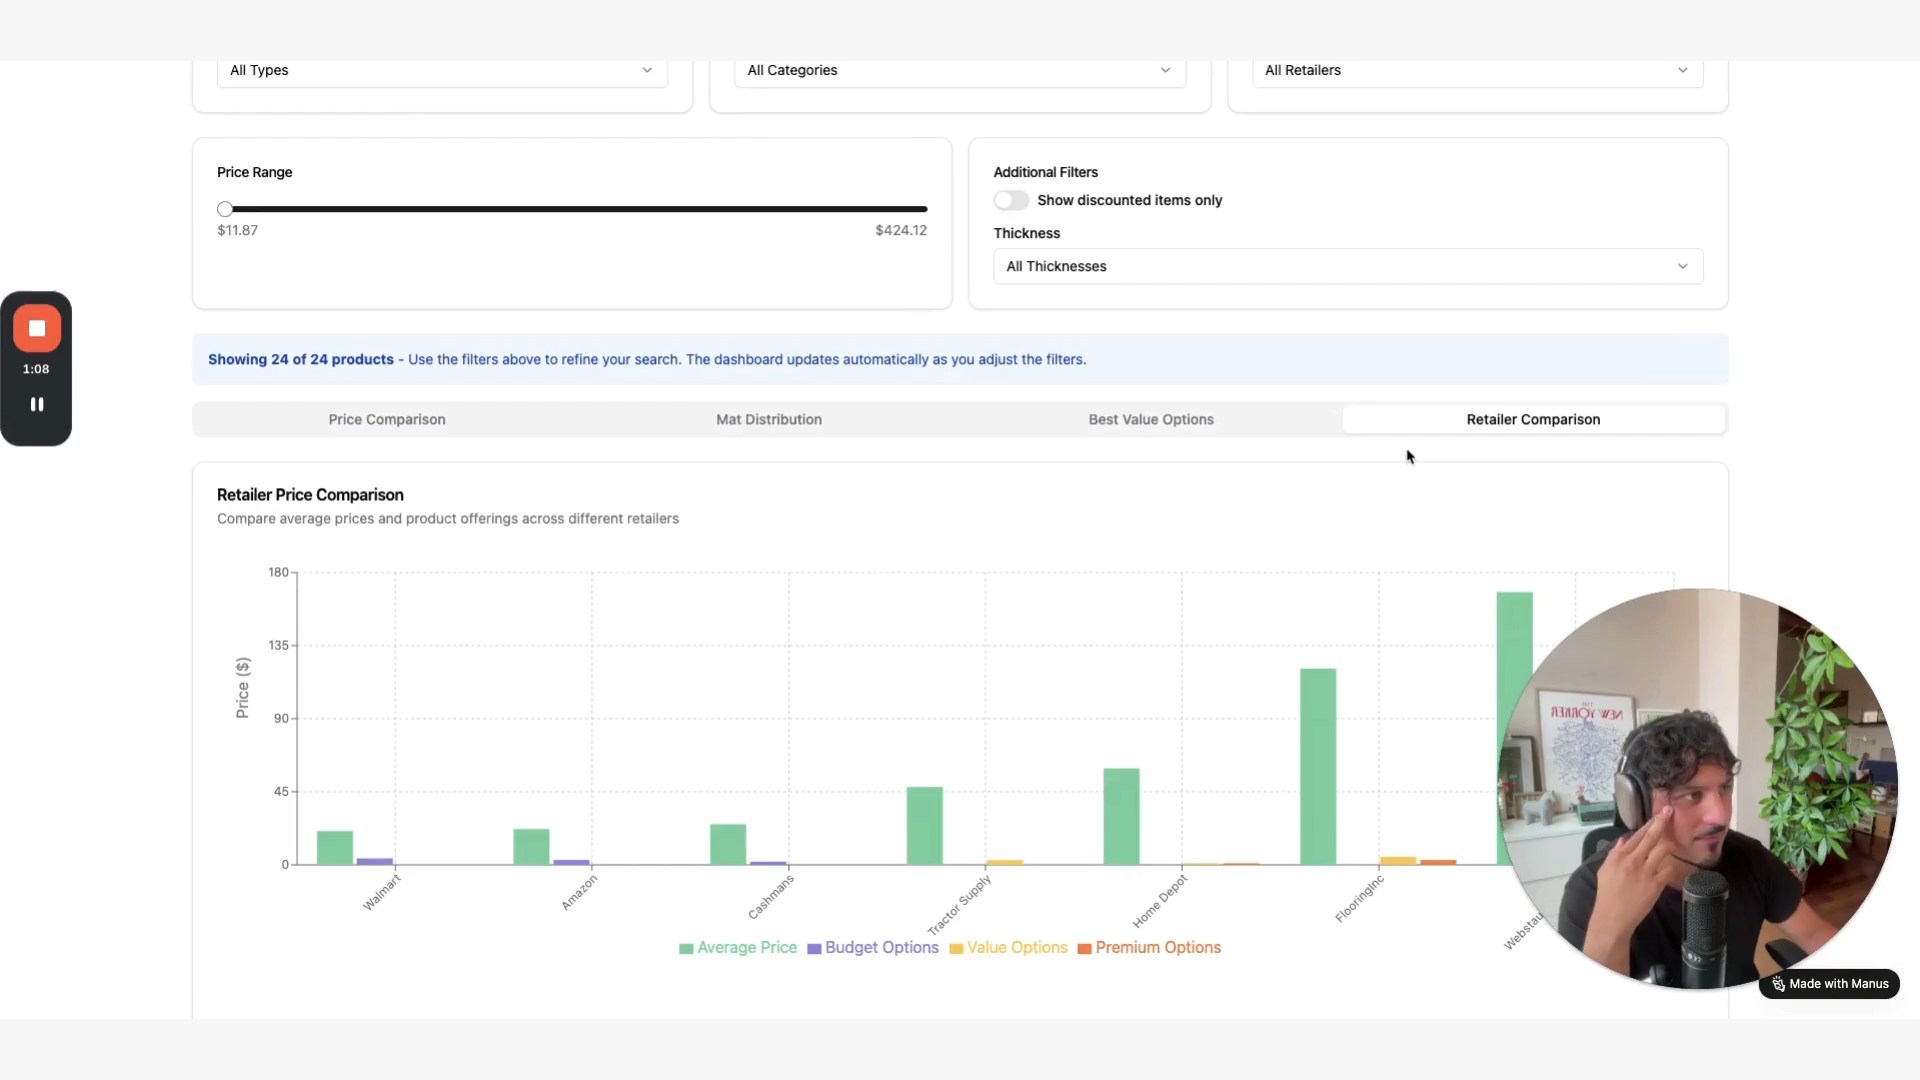 All Types
All Categories
All Retailers
Price Range
$11.87
$424.12
Additional Filters
Show discounted items only
Thickness
All Thicknesses
1:08
Showing 24 of 24 products - Use the filters above to refine your search. The dashboard updates automatically as you adjust the filters.
Price Comparison
Mat Distribution
Best Value Options
Retailer Comparison
Retailer Price Comparison
Compare average prices and product offerings across different retailers
Price ($)
180
135
90
45
0
Walmart
Amazon
Cashmans
Tractor Supply
Home Depot
FlooringInc
Webstau
Average Price
Budget Options
Value Options
Premium Options
THE
NEW YORKER
Made with Manus